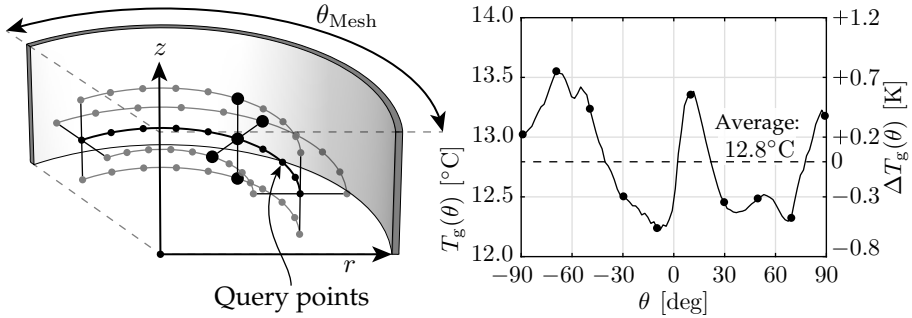 θ_Mesh
z
r
Query points
14.0
13.5
13.0
12.5
12.0
T_g(θ) [°C]
+1.2
+0.7
+0.2
0
−0.3
−0.8
ΔT_g(θ) [K]
Average:
12.8°C
−90 −60 −30 0 30 60 90
θ [deg]